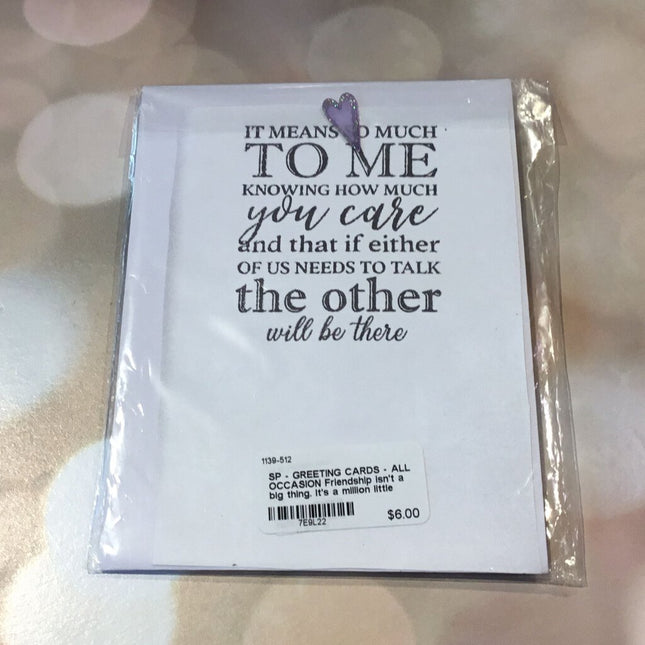 IT MEANS SO MUCH
TO ME
KNOWING HOW MUCH
you care
and that if either
OF US NEEDS TO TALK
the other
will be there
1139-512
SP - GREETING CARDS - ALL
OCCASION Friendship isn't a
big thing. It's a million little
7E9L22
$6.00